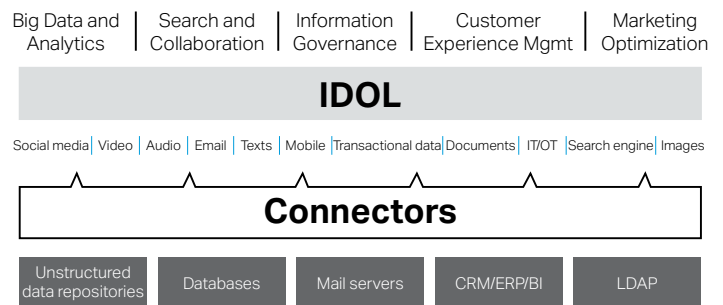 Big Data and Analytics
Search and Collaboration
Information Governance
Customer Experience Mgmt
Marketing Optimization
IDOL
Social media Video Audio Email Texts Mobile Transactional data Documents IT/OT Search engine Images
Connectors
Unstructured data repositories
Databases
Mail servers
CRM/ERP/BI
LDAP